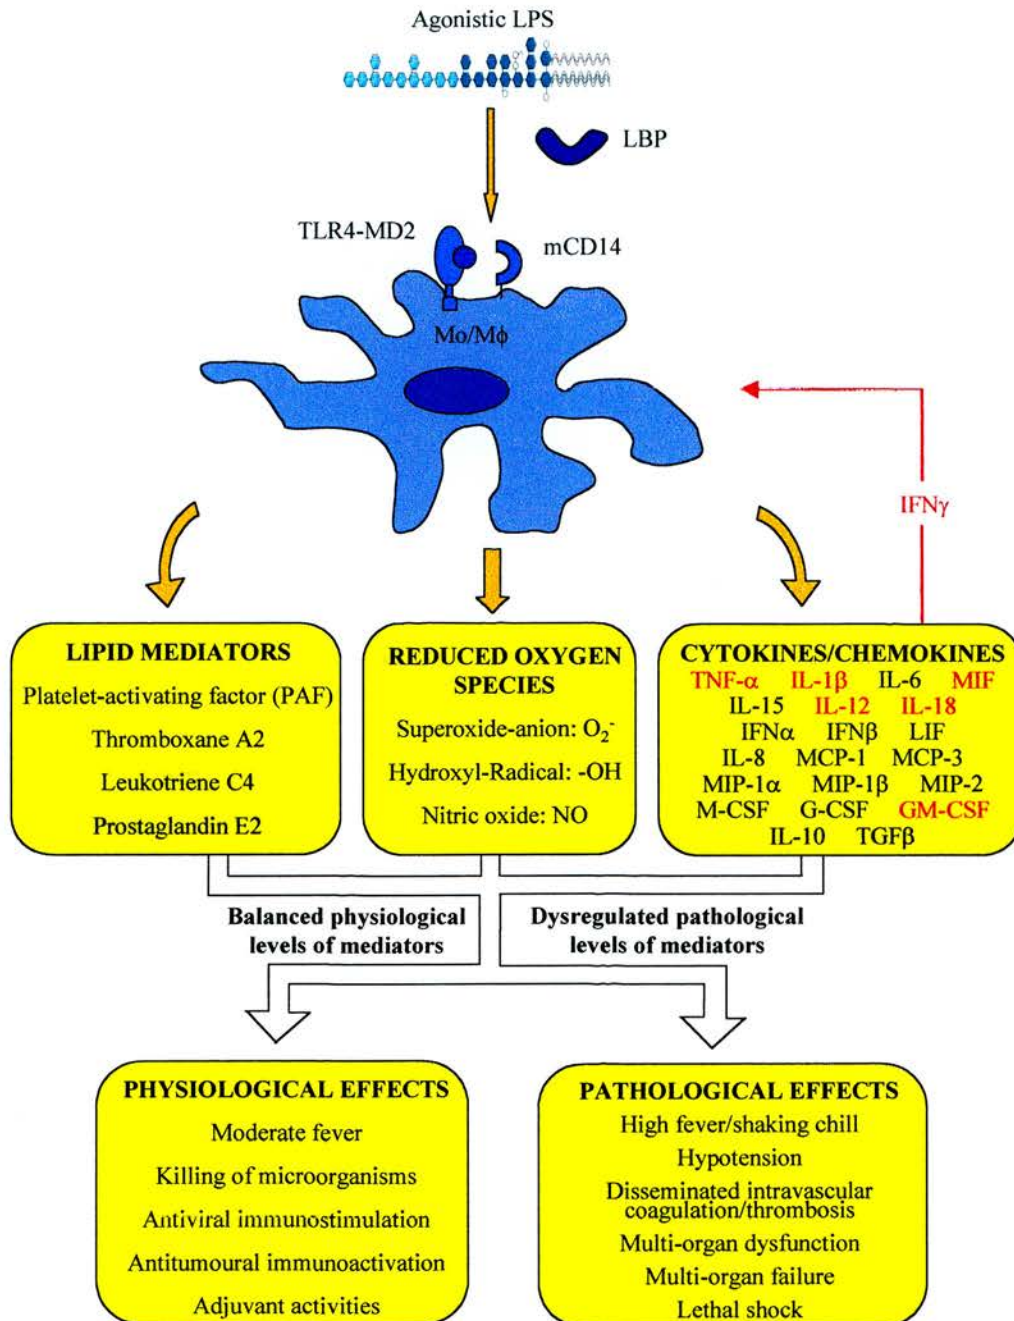 Agonistic LPS
LBP
TLR4-MD2
mCD14
Mo/Mϕ
IFNγ
LIPID MEDIATORS
Platelet-activating factor (PAF)
Thromboxane A2
Leukotriene C4
Prostaglandin E2
REDUCED OXYGEN
SPECIES
Superoxide-anion: O₂⁻
Hydroxyl-Radical: -OH
Nitric oxide: NO
CYTOKINES/CHEMOKINES
TNF-α IL-1β IL-6 MIF
IL-15 IL-12 IL-18
IFNα IFNβ LIF
IL-8 MCP-1 MCP-3
MIP-1α MIP-1β MIP-2
M-CSF G-CSF GM-CSF
IL-10 TGFβ
Balanced physiological
levels of mediators
Dysregulated pathological
levels of mediators
PHYSIOLOGICAL EFFECTS
Moderate fever
Killing of microorganisms
Antiviral immunostimulation
Antitumoural immunoactivation
Adjuvant activities
PATHOLOGICAL EFFECTS
High fever/shaking chill
Hypotension
Disseminated intravascular
coagulation/thrombosis
Multi-organ dysfunction
Multi-organ failure
Lethal shock